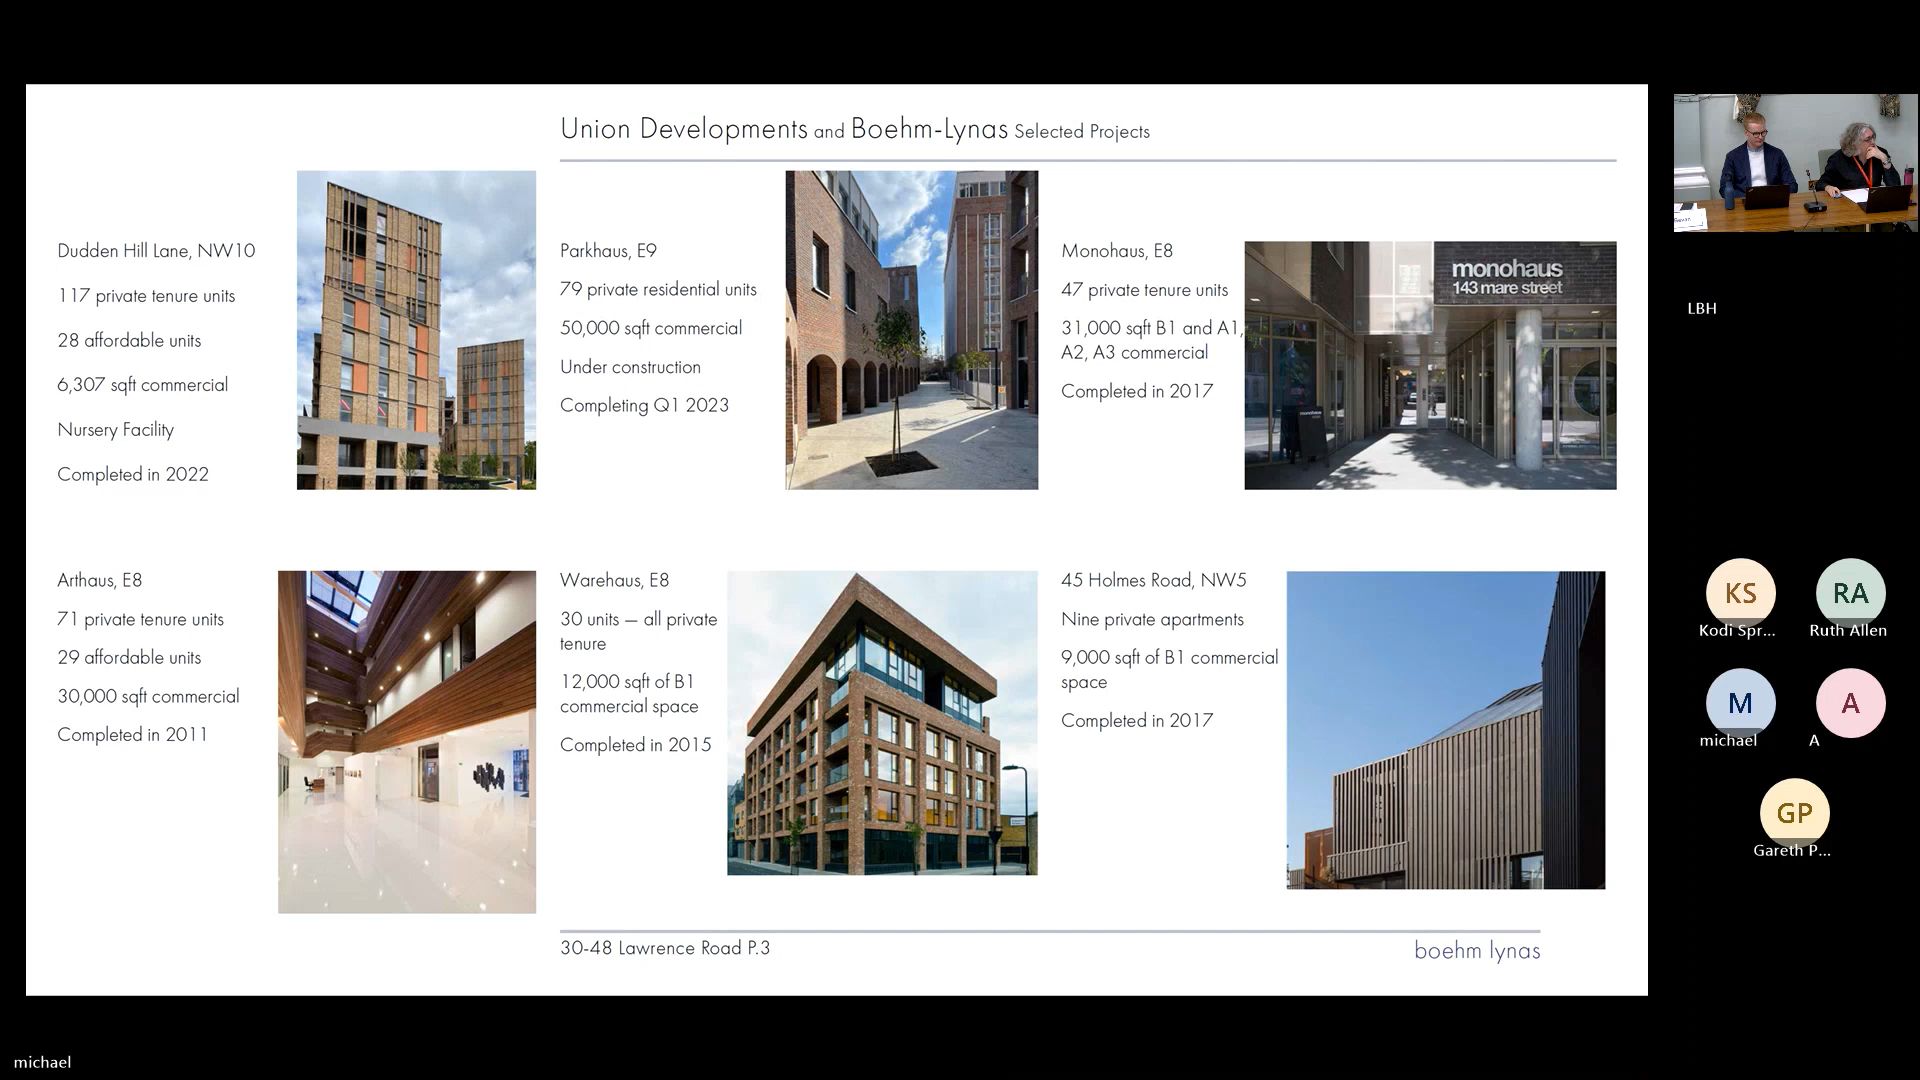 Union Developments and Boehm-Lynas Selected Projects
Dudden Hill Lane, NW10
117 private tenure units
28 affordable units
6,307 sqft commercial
Nursery Facility
Completed in 2022
Parkhaus, E9
79 private residential units
50,000 sqft commercial
Under construction
Completing Q1 2023
Monohaus, E8
47 private tenure units
31,000 sqft B1 and A1,
A2, A3 commercial
Completed in 2017
monohaus
143 mare street
Arthaus, E8
71 private tenure units
29 affordable units
30,000 sqft commercial
Completed in 2011
Warehaus, E8
30 units – all private
tenure
12,000 sqft of B1
commercial space
Completed in 2015
45 Holmes Road, NW5
Nine private apartments
9,000 sqft of B1 commercial
space
Completed in 2017
30-48 Lawrence Road P.3
boehm lynas
LBH
KS
Kodi Spr...
RA
Ruth Allen
M
michael
A
A
GP
Gareth P...
michael